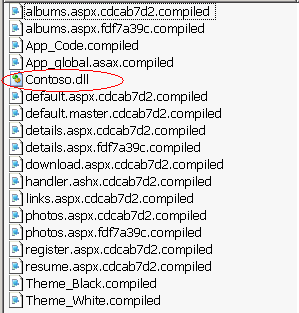 albums.aspx.cdcab7d2.compiled
albums.aspx.fdf7a39c.compiled
App_Code.compiled
App_global.asax.compiled
Contoso.dll
default.aspx.cdcab7d2.compiled
default.master.cdcab7d2.compiled
details.aspx.cdcab7d2.compiled
details.aspx.fdf7a39c.compiled
download.aspx.cdcab7d2.compiled
handler.ashx.cdcab7d2.compiled
links.aspx.cdcab7d2.compiled
photos.aspx.cdcab7d2.compiled
photos.aspx.fdf7a39c.compiled
register.aspx.cdcab7d2.compiled
resume.aspx.cdcab7d2.compiled
Theme_Black.compiled
Theme_White.compiled